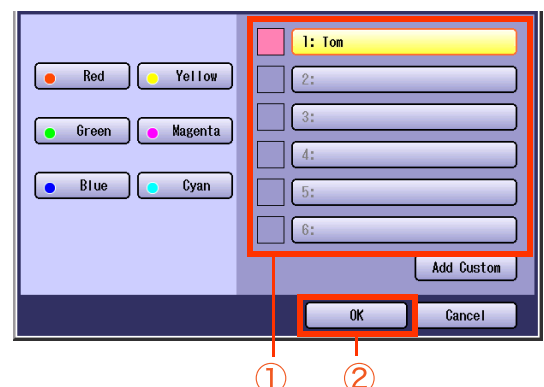 Red
Yellow
Green
Magenta
Blue
Cyan
1: Tom
2:
3:
4:
5:
6:
Add Custom
OK
Cancel
①
②